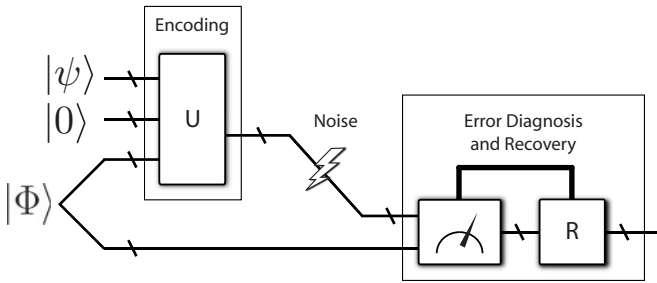 Encoding
|ψ⟩
|0⟩
U
Noise
Error Diagnosis
and Recovery
|Φ⟩
R